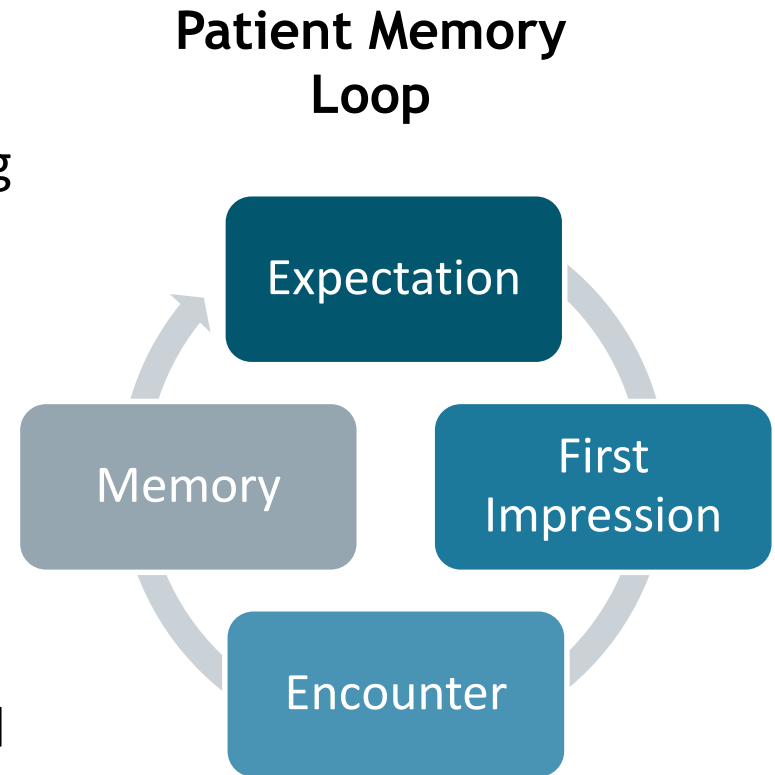 Patient Memory
Loop
g
Expectation
First
Impression
Memory
Encounter